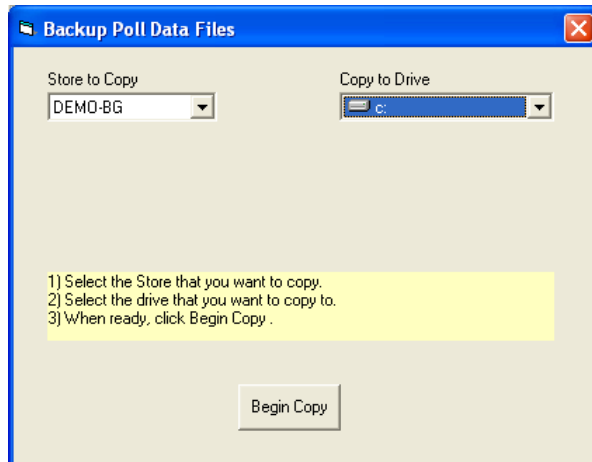 Backup Poll Data Files
Store to Copy
Copy to Drive
DEMO-BG
c:
1) Select the Store that you want to copy.
2) Select the drive that you want to copy to.
3) When ready, click Begin Copy .
Begin Copy